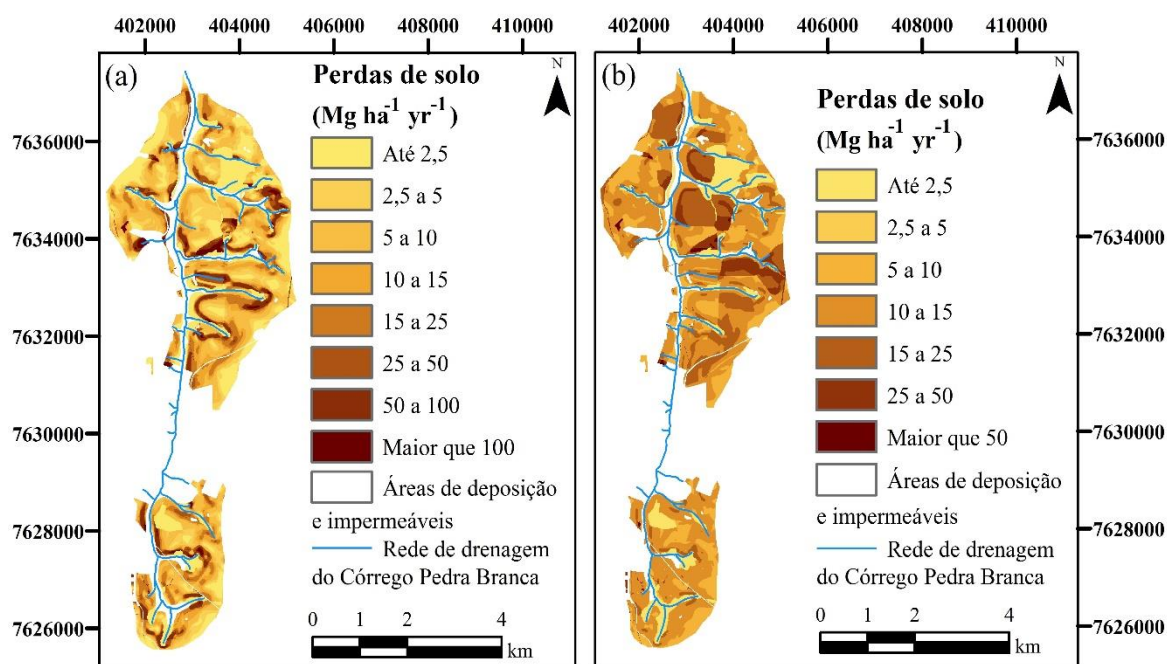 402000 404000 406000 408000 410000
402000 404000 406000 408000 410000
7636000
7634000
7632000
7630000
7628000
7626000
(a)
N
Perdas de solo
(Mg ha⁻¹ yr⁻¹)
Até 2,5
2,5 a 5
5 a 10
10 a 15
15 a 25
25 a 50
50 a 100
Maior que 100
Áreas de deposição
e impermeáveis
Rede de drenagem
do Córrego Pedra Branca
0 1 2 4
km
(b)
N
Perdas de solo
(Mg ha⁻¹ yr⁻¹)
Até 2,5
2,5 a 5
5 a 10
10 a 15
15 a 25
25 a 50
Maior que 50
Áreas de deposição
e impermeáveis
Rede de drenagem
do Córrego Pedra Branca
0 1 2 4
km
7636000
7634000
7632000
7630000
7628000
7626000